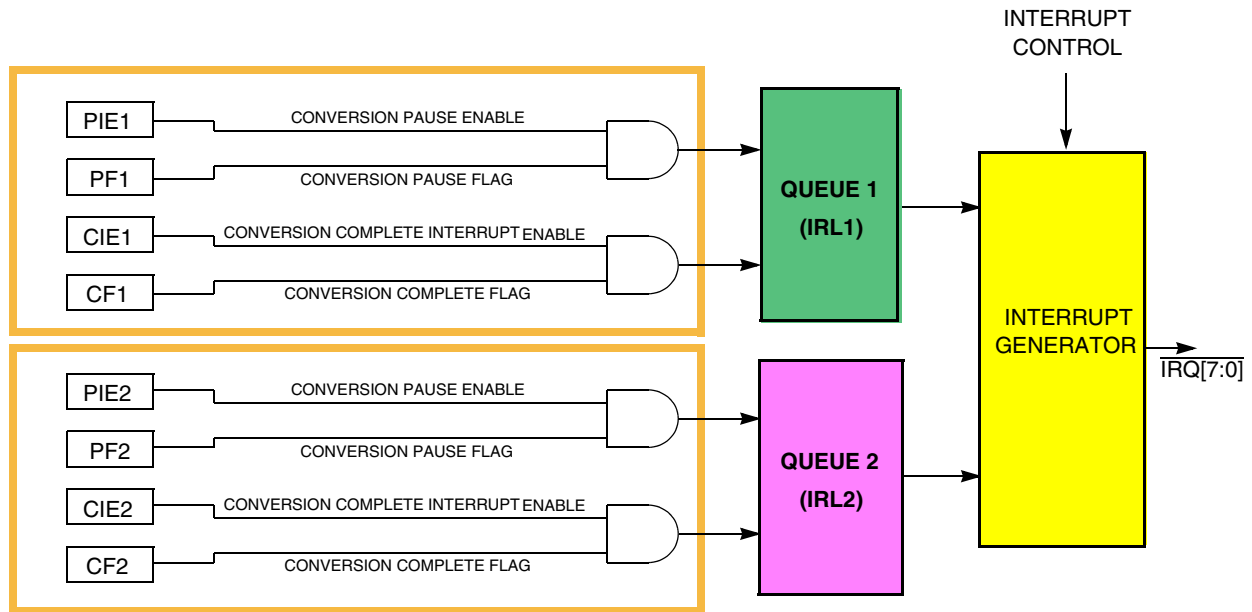 INTERRUPT
CONTROL
PIE1
CONVERSION PAUSE ENABLE
PF1
CONVERSION PAUSE FLAG
CIE1
CONVERSION COMPLETE INTERRUPT ENABLE
CF1
CONVERSION COMPLETE FLAG
QUEUE 1
(IRL1)
INTERRUPT
GENERATOR
IRQ[7:0]
PIE2
CONVERSION PAUSE ENABLE
PF2
CONVERSION PAUSE FLAG
CIE2
CONVERSION COMPLETE INTERRUPT ENABLE
CF2
CONVERSION COMPLETE FLAG
QUEUE 2
(IRL2)